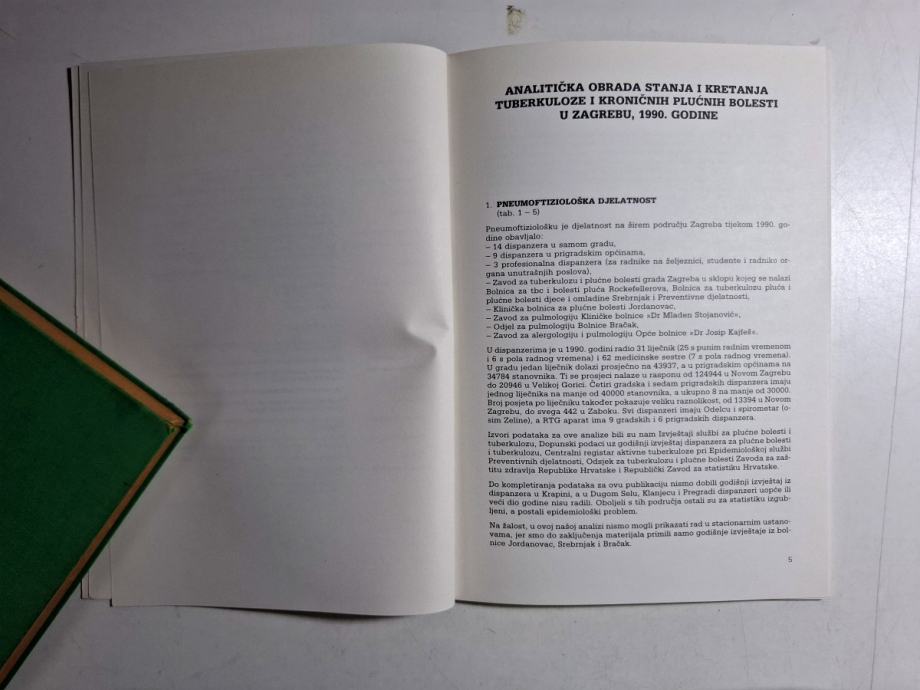 ANALITIČKA OBRADA STANJA I KRETANJA
TUBERKULOZE I KRONIČNIH PLUĆNIH BOLESTI
U ZAGREBU, 1990. GODINE
1. PNEUMOFTIZIOLOŠKA DJELATNOST
(tab. 1 – 5)
Pneumoftiziološku je djelatnost na širem području Zagreba tijekom 1990. go-
dine obavljalo:
– 14 dispanzera u samom gradu,
– 9 dispanzera u prigradskim općinama,
– 3 profesionalna dispanzera (za radnike na željeznici, studente i radnike or-
gana unutrašnjih poslova),
– Zavod za tuberkulozu i plućne bolesti grada Zagreba u sklopu kojeg se nalazi
Bolnica za tbc i bolesti pluća Rockefellerova, Bolnica za tuberkulozu pluća i
plućne bolesti djece i omladine Srebrnjak i Preventivne djelatnosti,
– Klinička bolnica za plućne bolesti Jordanovac,
– Zavod za pulmologiju Kliničke bolnice »Dr Mladen Stojanović«,
– Odjel za pulmologiju Bolnice Bračak,
– Zavod za alergologiju i pulmologiju Opće bolnice »Dr Josip Kajfeš«.
U dispanzerima je u 1990. godini radio 31 liječnik (25 s punim radnim vremenom
i 6 s pola radnog vremena) i 62 medicinske sestre (7 s pola radnog vremena).
U gradu jedan liječnik dolazi prosječno na 43937, a u prigradskim općinama na
34784 stanovnika. Ti se prosjeci nalaze u rasponu od 124944 u Novom Zagrebu
do 20946 u Velikoj Gorici. Četiri gradska i sedam prigradskih dispanzera imaju
jednog liječnika na manje od 40000 stanovnika, a ukupno 8 na manje od 30000.
Broj posjeta po liječniku također pokazuje veliku raznolikost, od 13394 u Novom
Zagrebu, do svega 442 u Zaboku. Svi dispanzeri imaju Odelcu i spirometar (o-
sim Zeline), a RTG aparat ima 9 gradskih i 6 prigradskih dispanzera.
Izvori podataka za ove analize bili su nam Izvještaji službi za plućne bolesti i
tuberkulozu, Dopunski podaci uz godišnji izvještaj dispanzera za plućne bolesti
i tuberkulozu, Centralni registar aktivne tuberkuloze pri Epidemiološkoj službi
Preventivnih djelatnosti, Odsjek za tuberkulozu i plućne bolesti Zavoda za zaš-
titu zdravlja Republike Hrvatske i Republički Zavod za statistiku Hrvatske.
Do kompletiranja podataka za ovu publikaciju nismo dobili godišnji izvještaj iz
dispanzera u Krapini, a u Dugom Selu, Klanjecu i Pregradi dispanzeri uopće ili
veći dio godine nisu radili. Oboljeli s tih područja ostali su za statistiku izgub-
ljeni, a postali epidemiološki problem.
Na žalost, u ovoj našoj analizi nismo mogli prikazati rad u stacionarnim ustano-
vama, jer smo do zaključenja materijala primili samo godišnje izvještaje iz bol-
nice Jordanovac, Srebrnjak i Bračak.
5